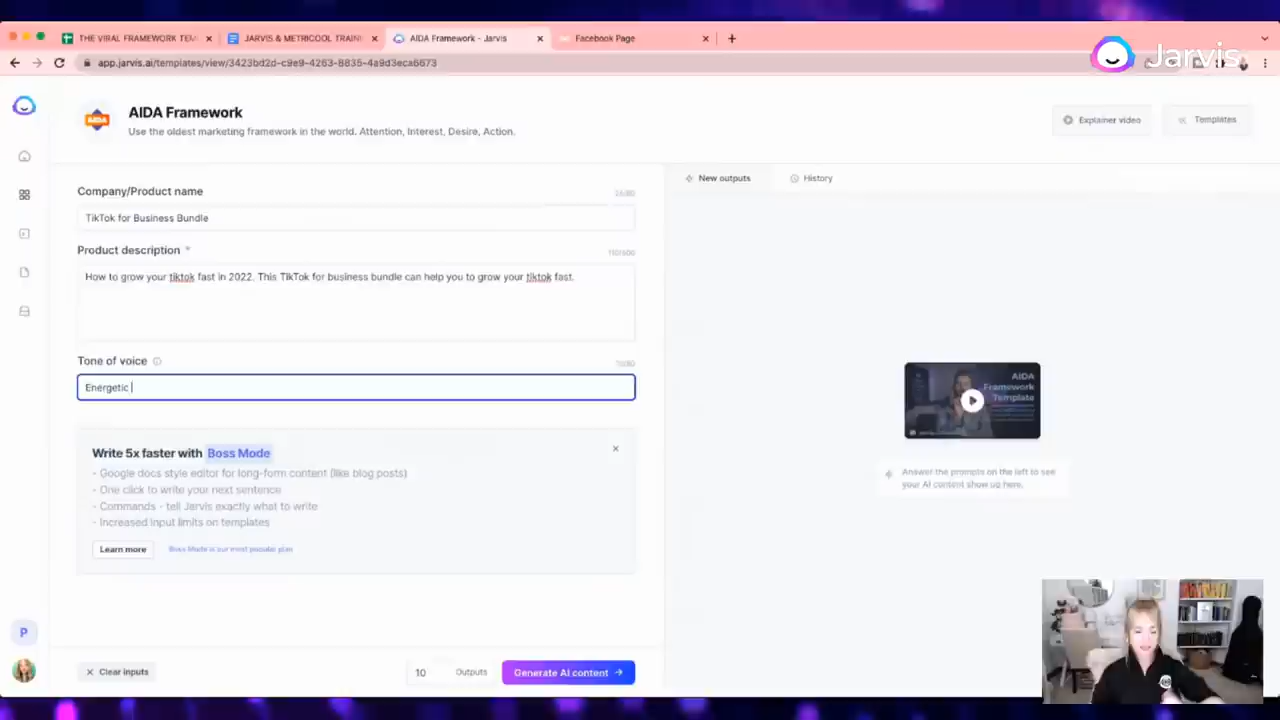 THE VIRAL FRAMEWORK TEM
JARVIS & METRICOOL TRAIN
AIDA Framework - Jarvis
Facebook Page
app.jarvis.ai/templates/view/3423bd2d-c9e9-4263-8835-4a9d3eca6673
Jarvis
AIDA
AIDA Framework
Use the oldest marketing framework in the world. Attention, Interest, Desire, Action.
Explainer video
Templates
Company/Product name
TikTok for Business Bundle
Product description *
110/600
How to grow your tiktok fast in 2022. This TikTok for business bundle can help you to grow your tiktok fast.
Tone of voice
Energetic
Write 5x faster with Boss Mode
- Google docs style editor for long-form content (like blog posts)
- One click to write your next sentence
- Commands - tell Jarvis exactly what to write
- Increased input limits on templates
Learn more
Boss Mode is our most popular plan
Clear inputs
10
Outputs
Generate AI content
New outputs
History
AIDA
Framework
Template
Answer the prompts on the left to see
your AI content show up here.
P